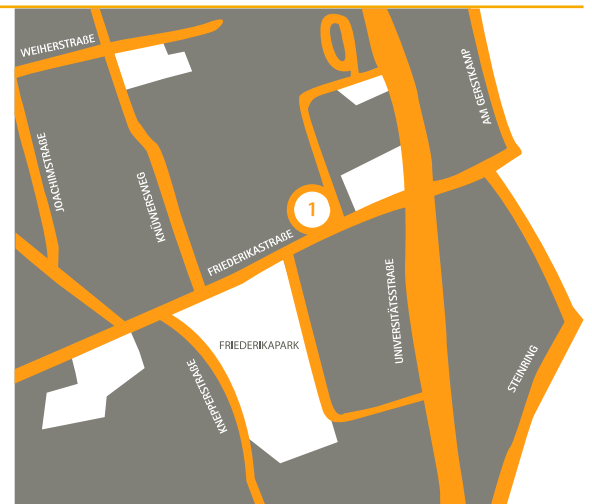 WEIHERSTRAßE
AM GERSTKAMP
JOACHIMSTRAßE
KNÜWERSWEG
1
FRIEDERIKASTRAßE
UNIVERSITÄTSSTRAßE
FRIEDERIKAPARK
STEINRING
KNEPPERSTRAßE